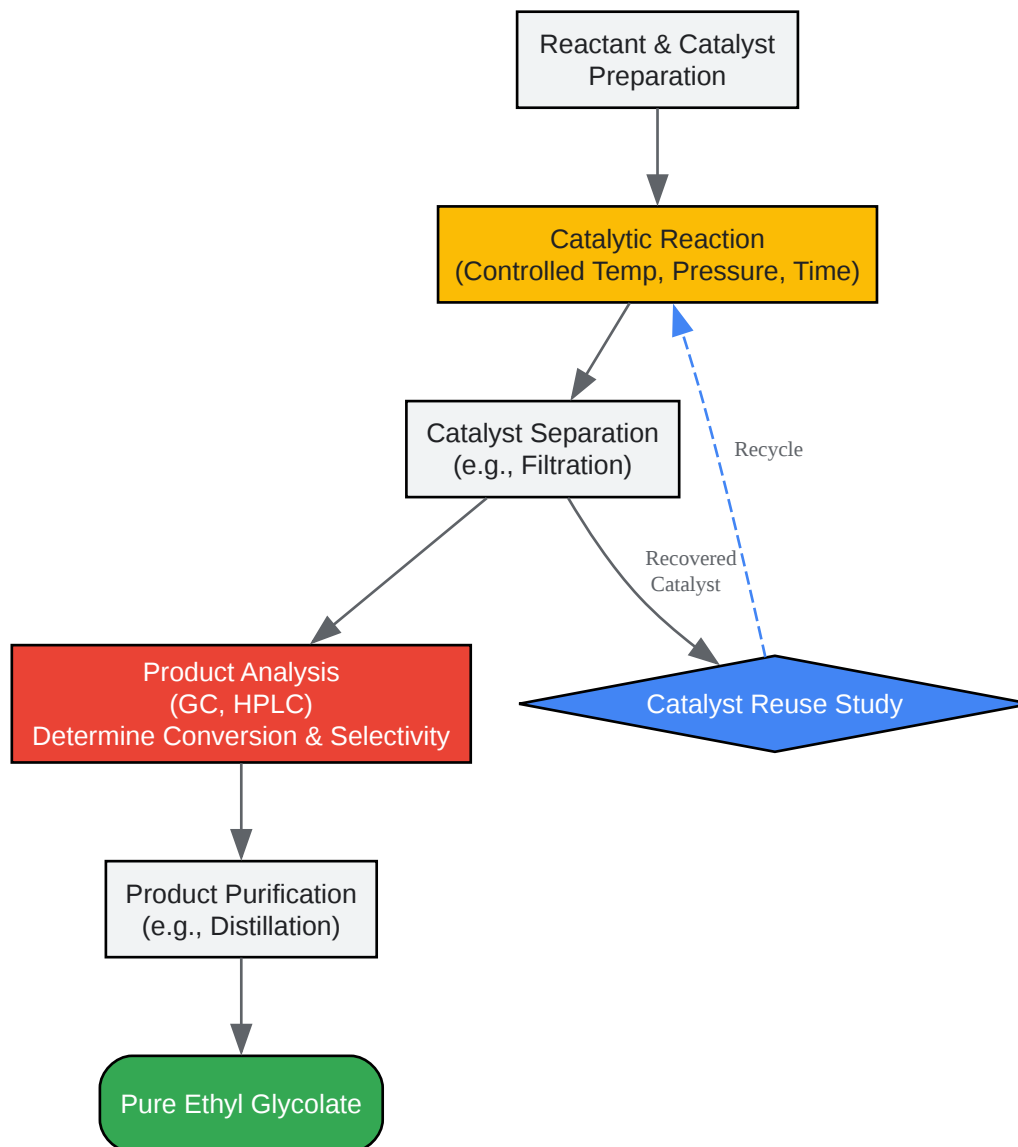 Reactant & Catalyst
Preparation
Catalytic Reaction
(Controlled Temp, Pressure, Time)
Catalyst Separation
(e.g., Filtration)
Recycle
Recovered
Catalyst
Product Analysis
(GC, HPLC)
Determine Conversion & Selectivity
Catalyst Reuse Study
Product Purification
(e.g., Distillation)
Pure Ethyl Glycolate